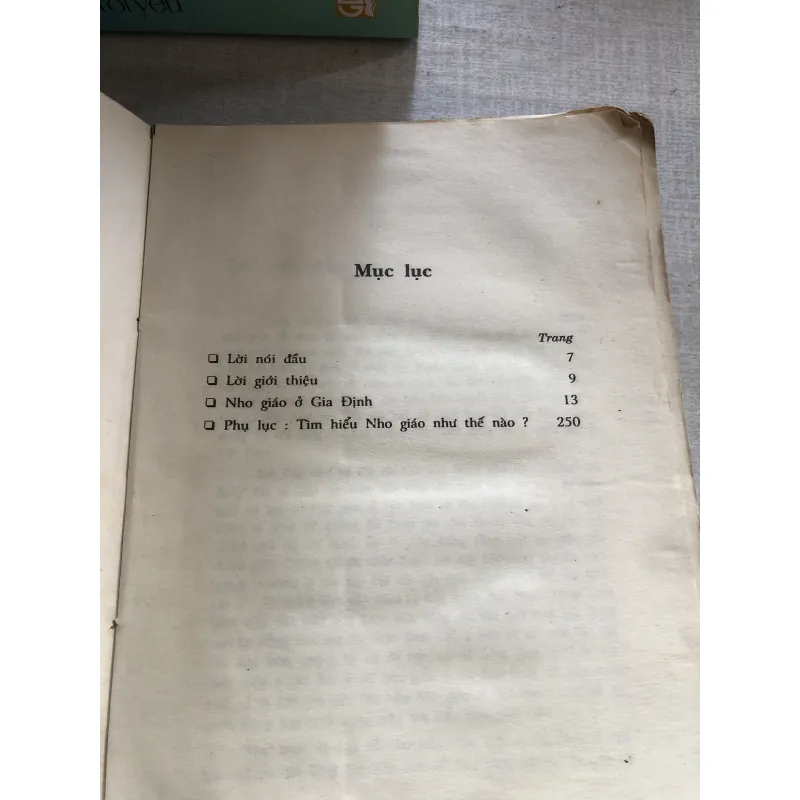 Mục lục
Trang
❑ Lời nói đầu 7
❑ Lời giới thiệu 9
❑ Nho giáo ở Gia Định 13
❑ Phụ lục : Tìm hiểu Nho giáo như thế nào ? 250